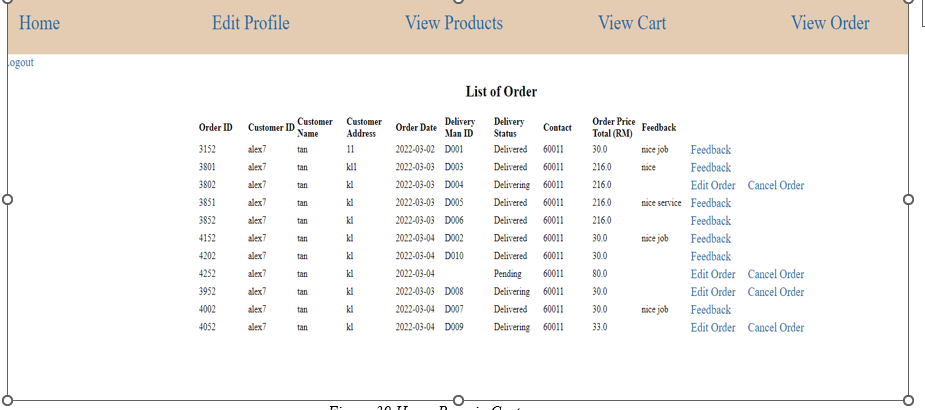 Home Edit Profile View Products View Cart View Order
ogout
List of Order
Order ID Customer ID Customer Name Customer Address Order Date Delivery Man ID Delivery Status Contact Order Price Total (RM) Feedback
3152 alex7 tan 11 2022-03-02 D001 Delivered 60011 30.0 nice job Feedback
3801 alex7 tan kl1 2022-03-03 D003 Delivered 60011 216.0 nice Feedback
3802 alex7 tan kl 2022-03-03 D004 Delivering 60011 216.0 Edit Order Cancel Order
3851 alex7 tan kl 2022-03-03 D005 Delivered 60011 216.0 nice service Feedback
3852 alex7 tan kl 2022-03-03 D006 Delivered 60011 216.0 Feedback
4152 alex7 tan kl 2022-03-04 D002 Delivered 60011 30.0 nice job Feedback
4202 alex7 tan kl 2022-03-04 D010 Delivered 60011 30.0 Feedback
4252 alex7 tan kl 2022-03-04 Pending 60011 80.0 Edit Order Cancel Order
3952 alex7 tan kl 2022-03-03 D008 Delivering 60011 30.0 Edit Order Cancel Order
4002 alex7 tan kl 2022-03-04 D007 Delivered 60011 30.0 nice job Feedback
4052 alex7 tan kl 2022-03-04 D009 Delivering 60011 33.0 Edit Order Cancel Order